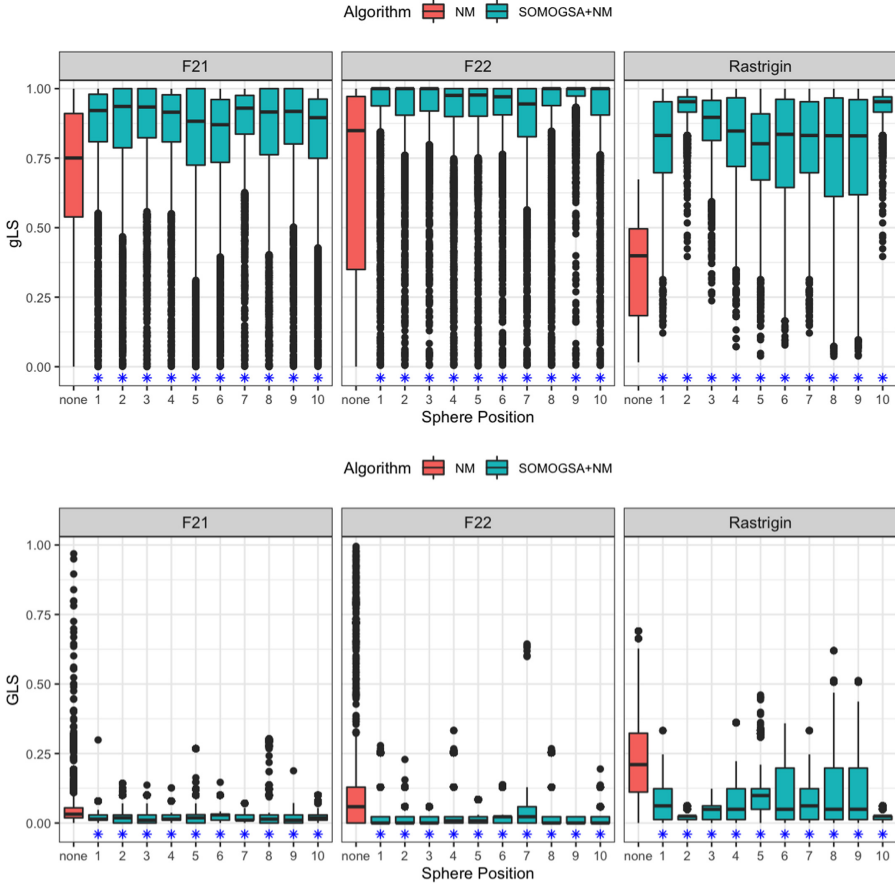 Algorithm NM SOMOGSA+NM
F21 F22 Rastrigin
1.00
0.75
0.50
0.25
0.00
gLS
none 1 2 3 4 5 6 7 8 9 10 none 1 2 3 4 5 6 7 8 9 10 none 1 2 3 4 5 6 7 8 9 10
Sphere Position
Algorithm NM SOMOGSA+NM
F21 F22 Rastrigin
1.00
0.75
0.50
0.25
0.00
GLS
none 1 2 3 4 5 6 7 8 9 10 none 1 2 3 4 5 6 7 8 9 10 none 1 2 3 4 5 6 7 8 9 10
Sphere Position